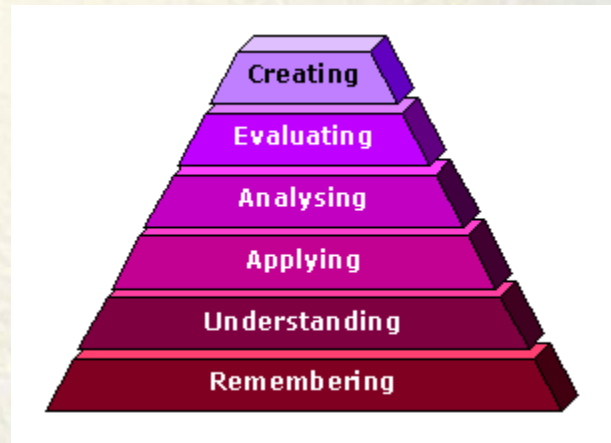 Creating
Evaluating
Analysing
Applying
Understanding
Remembering